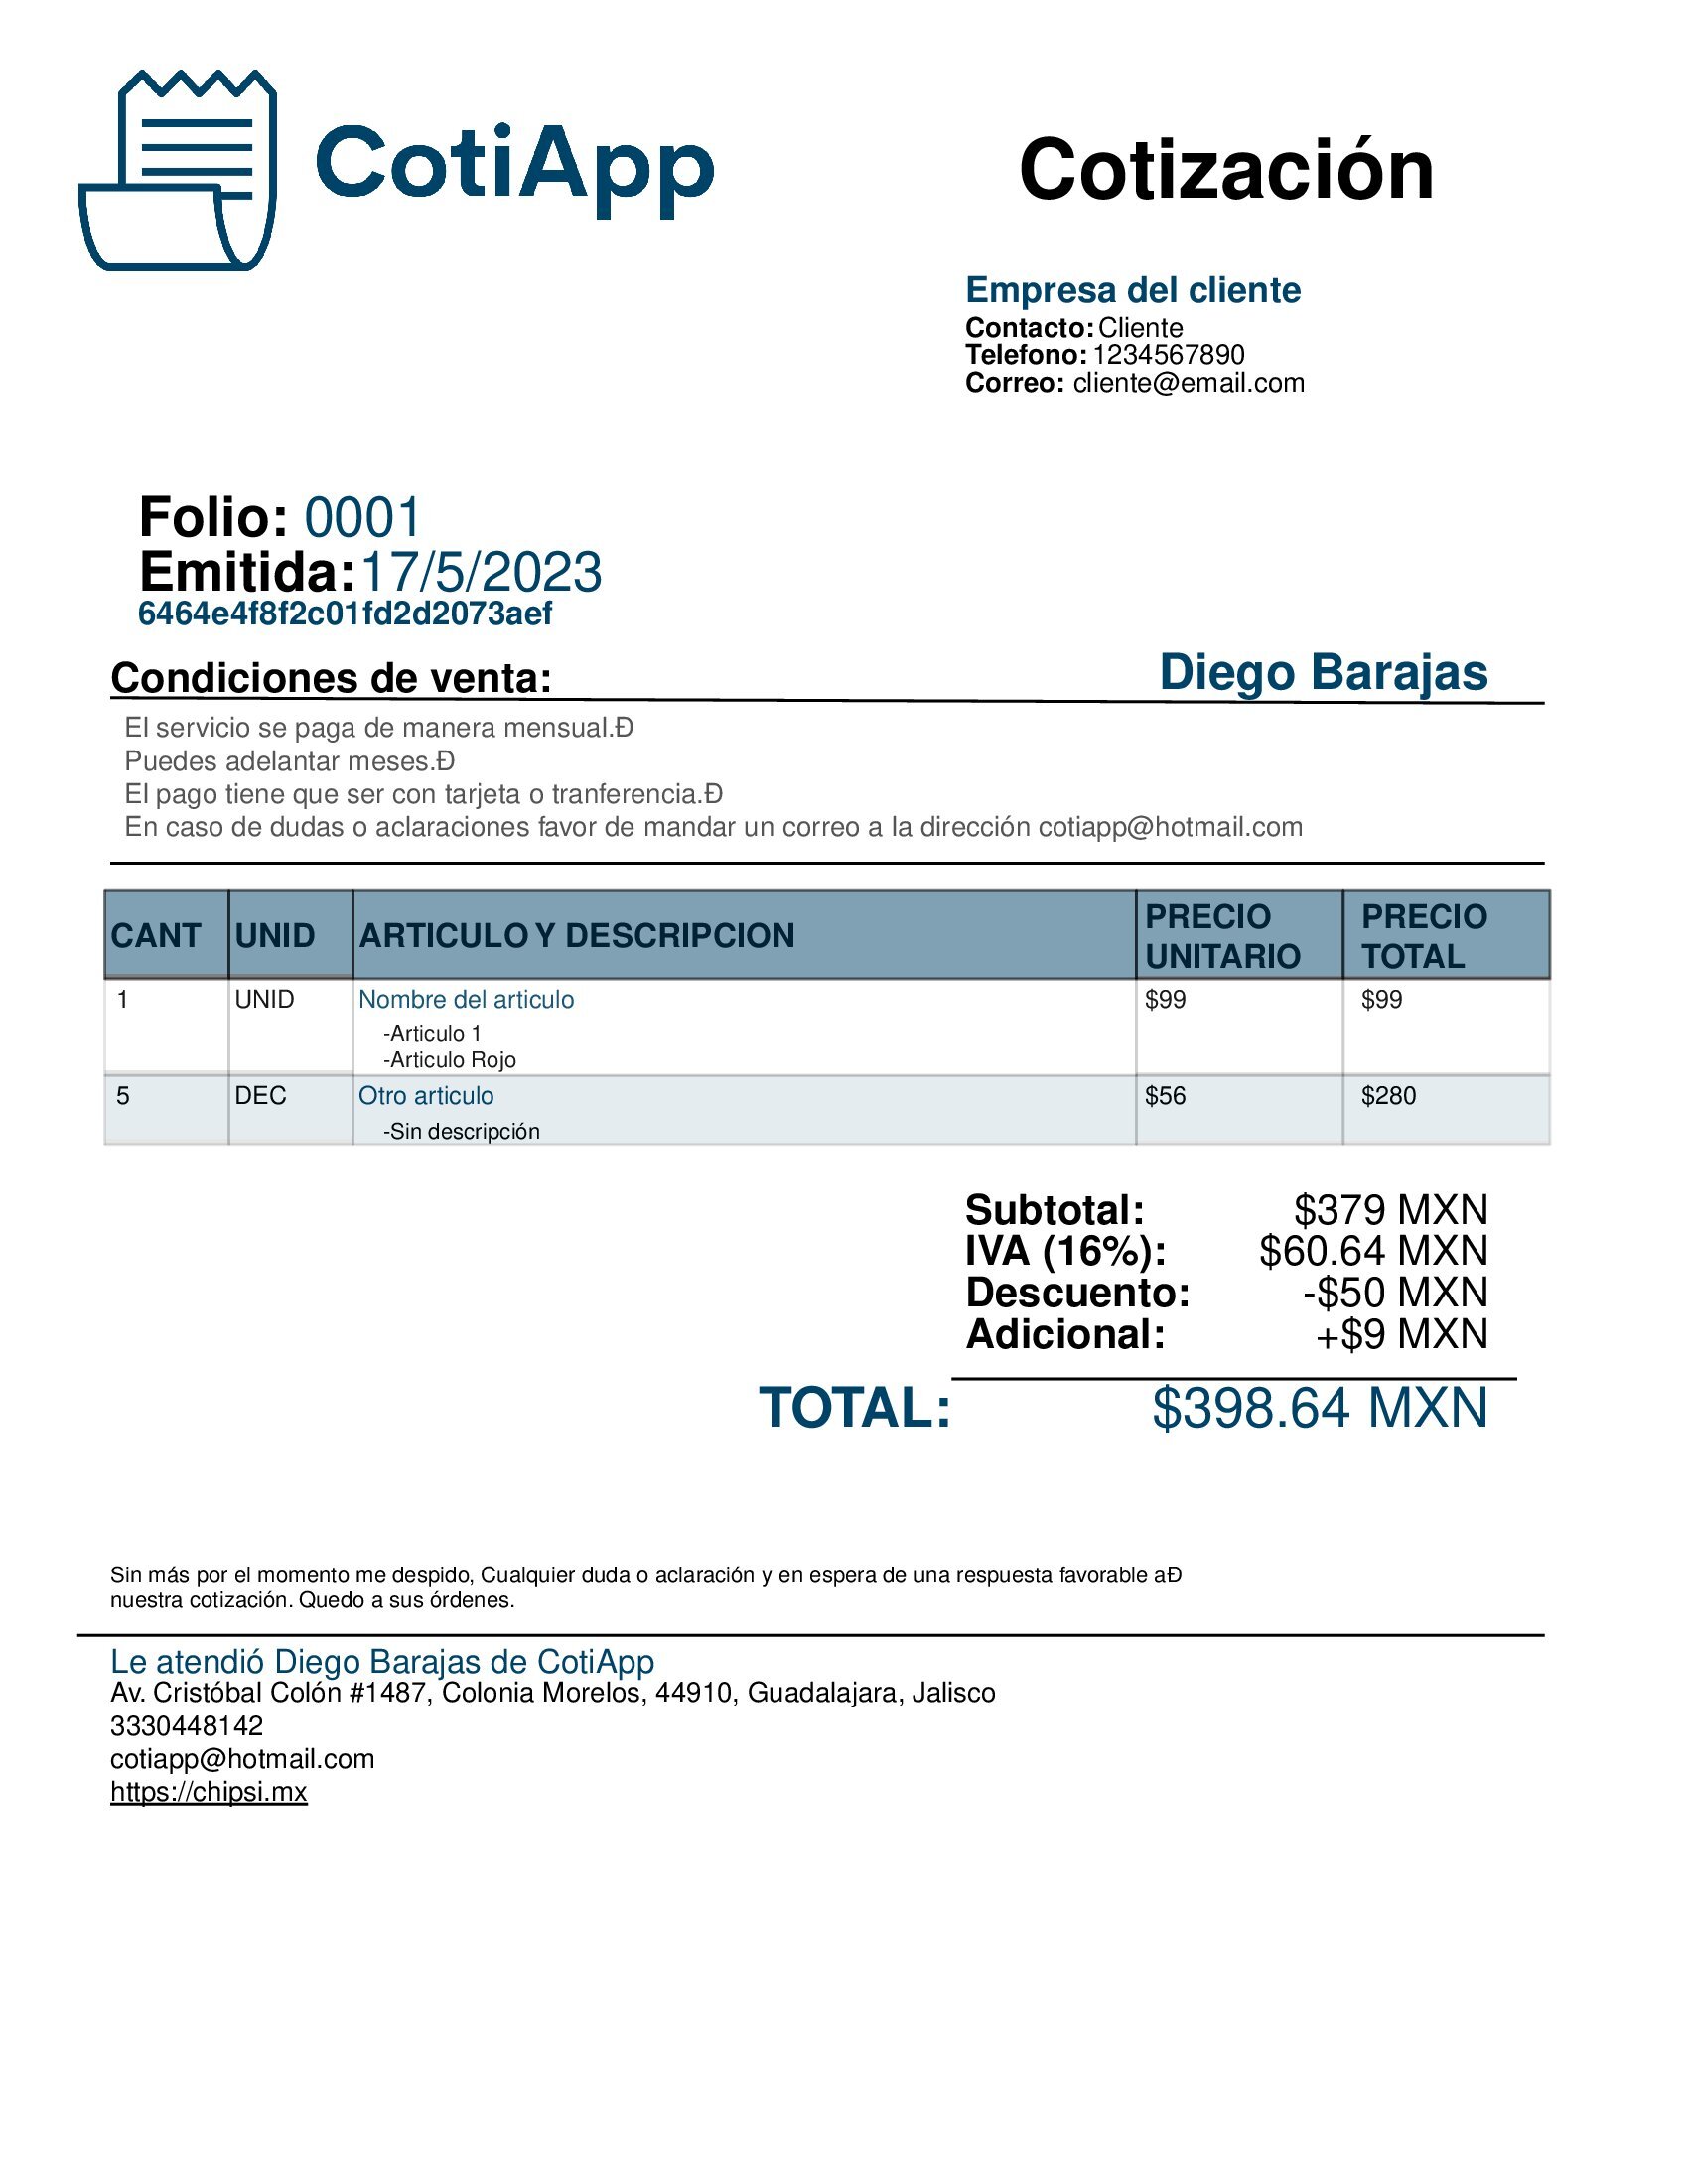 CotiApp
Cotización
Empresa del cliente
Contacto: Cliente
Telefono: 1234567890
Correo: cliente@email.com
Folio: 0001
Emitida: 17/5/2023
6464e4f8f2c01fd2d2073aef
Condiciones de venta:
Diego Barajas
El servicio se paga de manera mensual.Ð
Puedes adelantar meses.Ð
El pago tiene que ser con tarjeta o tranferencia.Ð
En caso de dudas o aclaraciones favor de mandar un correo a la dirección cotiapp@hotmail.com
CANT UNID ARTICULO Y DESCRIPCION PRECIO UNITARIO PRECIO TOTAL
1 UNID Nombre del articulo $99 $99
-Articulo 1
-Articulo Rojo
5 DEC Otro articulo $56 $280
-Sin descripción
Subtotal: $379 MXN
IVA (16%): $60.64 MXN
Descuento: -$50 MXN
Adicional: +$9 MXN
TOTAL: $398.64 MXN
Sin más por el momento me despido, Cualquier duda o aclaración y en espera de una respuesta favorable aÐ
nuestra cotización. Quedo a sus órdenes.
Le atendió Diego Barajas de CotiApp
Av. Cristóbal Colón #1487, Colonia Morelos, 44910, Guadalajara, Jalisco
3330448142
cotiapp@hotmail.com
https://chipsi.mx